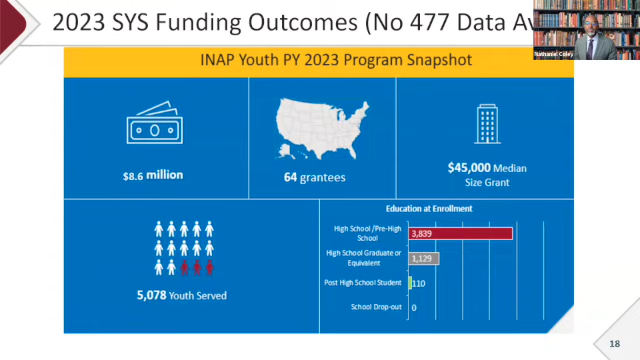 2023 SYS Funding Outcomes (No 477 Data Av
Nathaniel Coley
INAP Youth PY 2023 Program Snapshot
$8.6 million
64 grantees
$45,000 Median
Size Grant
5,078 Youth Served
Education at Enrollment
High School /Pre-High
School
3,839
High School Graduate or
Equivalent
1,129
Post High School Student
110
School Drop-out
0
18